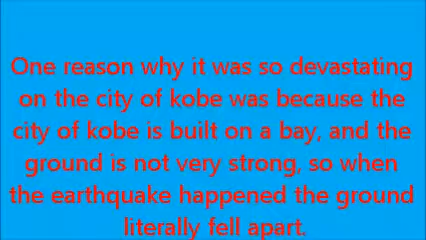 One reason why it was so devastating
on the city of kobe was because the
city of kobe is built on a bay, and the
ground is not very strong, so when
the earthquake happened the ground
literally fell apart.